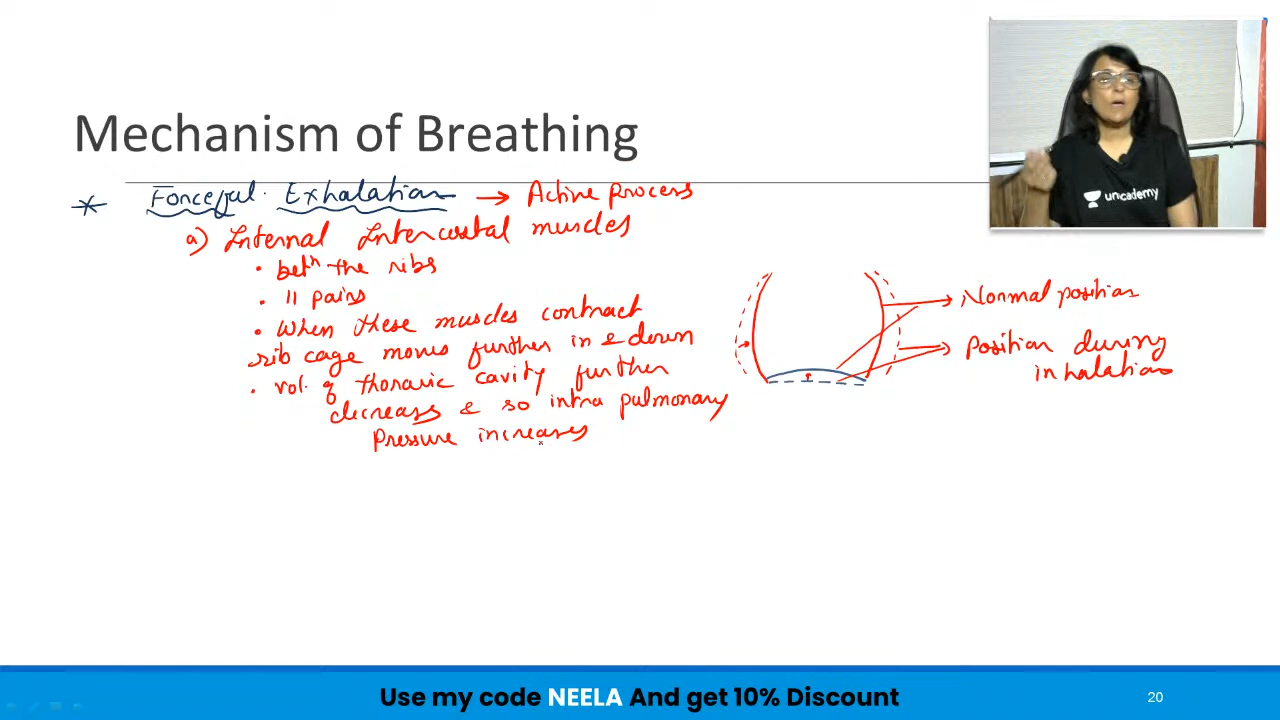 Mechanism of Breathing
* Forceful Exhalation → Active Process
a) Internal Intercostal muscles
• betⁿ the ribs
• 11 pairs
• When these muscles contract
rib cage moves further in & down
• vol. of thoracic cavity further
decreases & so intra pulmonary
pressure increases
Normal position
Position during
inhalation
unacademy
Use my code NEELA And get 10% Discount
20